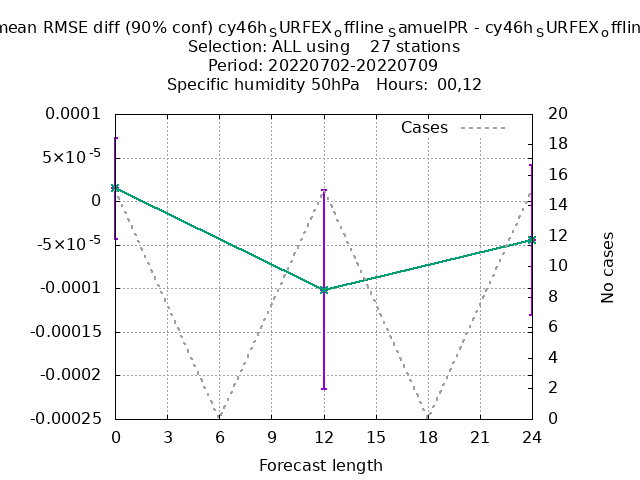 mean RMSE diff (90% conf) cy46h_SURFEX_offline_SamuelPR - cy46h_SURFEX_offlin
Selection: ALL using    27 stations
Period: 20220702-20220709
Specific humidity 50hPa   Hours:  00,12
Cases
0.0001
5×10⁻⁵
0
-5×10⁻⁵
-0.0001
-0.00015
-0.0002
-0.00025
20
18
16
14
12
10
8
6
4
2
0
No cases
0 3 6 9 12 15 18 21 24
Forecast length